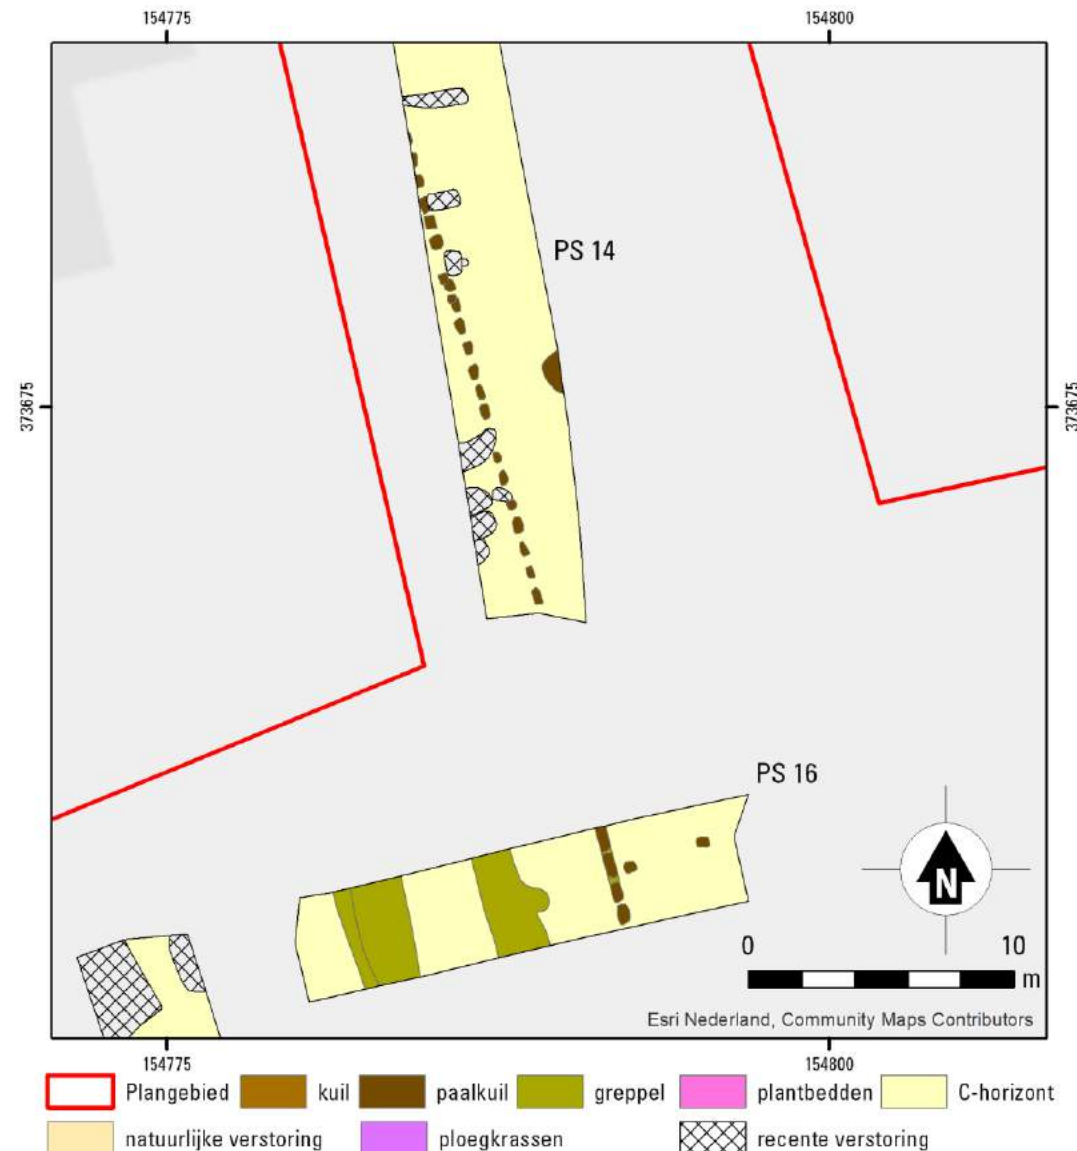 154775 154800
PS 14
373675 373675
PS 16
N
0 10
m
Esri Nederland, Community Maps Contributors
154775 154800
Plangebied kuil paalkuil greppel plantbedden C-horizont
natuurlijke verstoring ploegkrassen recente verstoring